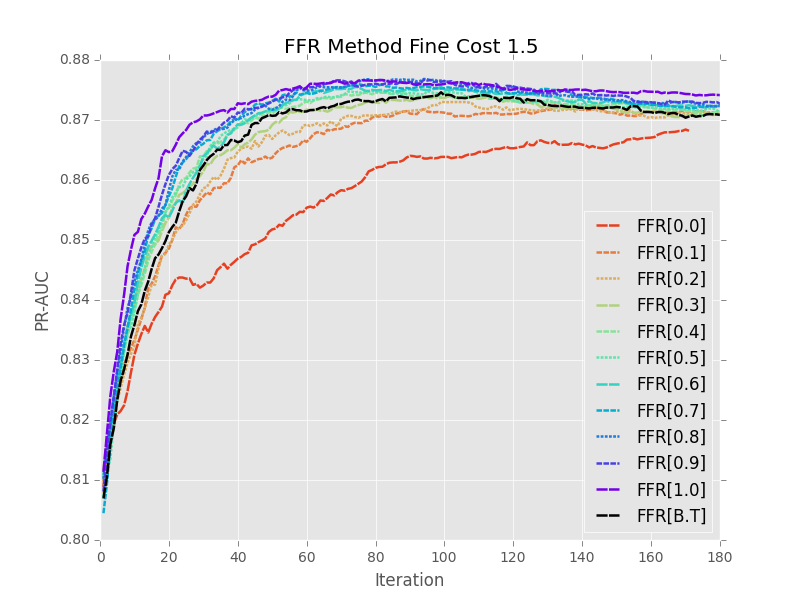 FFR Method Fine Cost 1.5
PR-AUC
0.88
0.87
0.86
0.85
0.84
0.83
0.82
0.81
0.80
0 20 40 60 80 100 120 140 160 180
Iteration
FFR[0.0]
FFR[0.1]
FFR[0.2]
FFR[0.3]
FFR[0.4]
FFR[0.5]
FFR[0.6]
FFR[0.7]
FFR[0.8]
FFR[0.9]
FFR[1.0]
FFR[B.T]